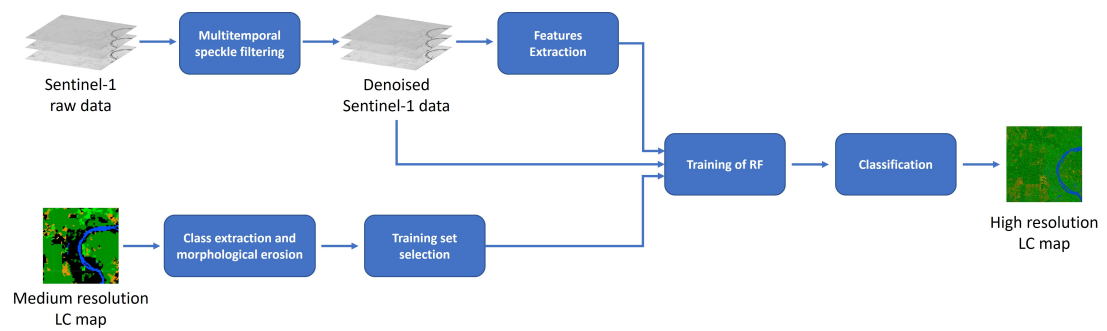 Multitemporal
speckle filtering
Features
Extraction
Sentinel-1
raw data
Denoised
Sentinel-1 data
Training of RF
Classification
High resolution
LC map
Class extraction and
morphological erosion
Training set
selection
Medium resolution
LC map